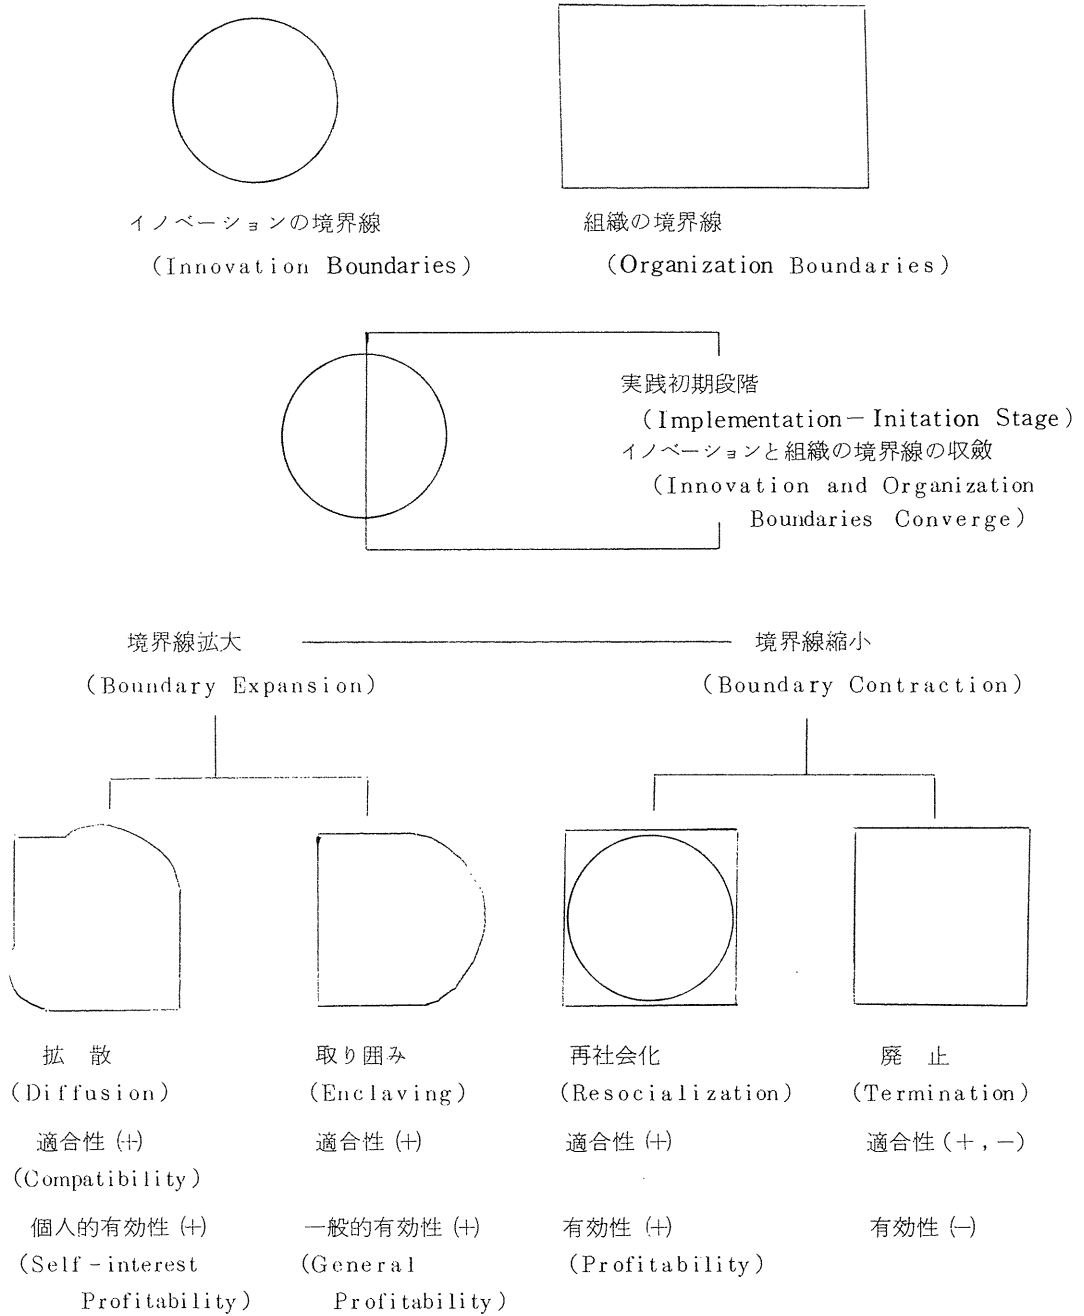 イノベーションの境界線
(Innovation Boundaries)
組織の境界線
(Organization Boundaries)
実践初期段階
(Implementation—Initation Stage)
イノベーションと組織の境界線の収斂
(Innovation and Organization
Boundaries Converge)
境界線拡大
(Boundary Expansion)
境界線縮小
(Boundary Contraction)
拡 散
(Diffusion)
適合性 (+)
(Compatibility)
個人的有効性 (+)
(Self-interest
Profitability)
取り囲み
(Enclaving)
適合性 (+)
一般的有効性 (+)
(General
Profitability)
再社会化
(Resocialization)
適合性 (+)
有効性 (+)
(Profitability)
廃 止
(Termination)
適合性 (+, −)
有効性 (−)